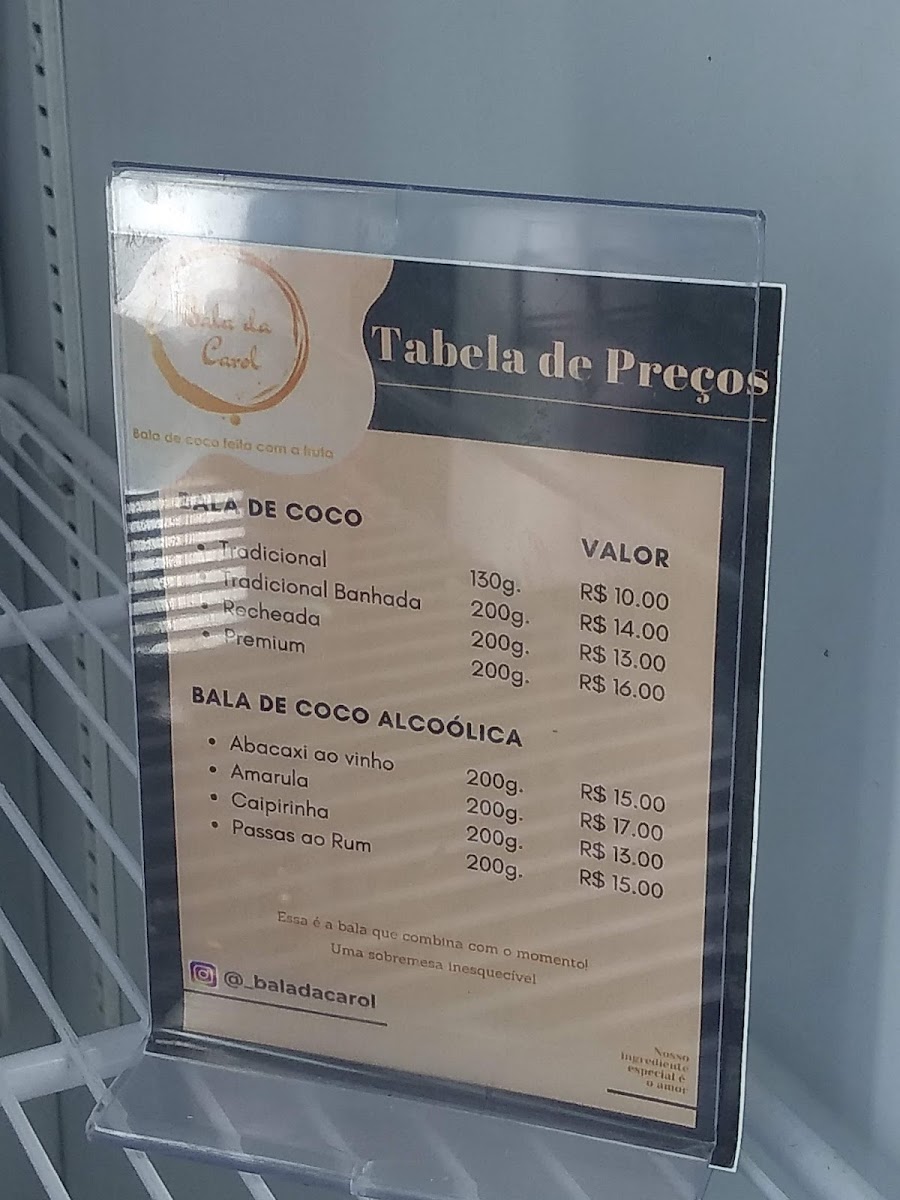 Bala da
Carol
Bala de coco feita com a fruta
Tabela de Preços
BALA DE COCO
VALOR
• Tradicional 130g. R$ 10.00
• Tradicional Banhada 200g. R$ 14.00
• Recheada 200g. R$ 13.00
• Premium 200g. R$ 16.00
BALA DE COCO ALCOÓLICA
• Abacaxi ao vinho 200g. R$ 15.00
• Amarula 200g. R$ 17.00
• Caipirinha 200g. R$ 13.00
• Passas ao Rum 200g. R$ 15.00
Essa é a bala que combina com o momento!
Uma sobremesa inesquecível
@_baladacarol
Nosso
ingrediente
especial é
o amor